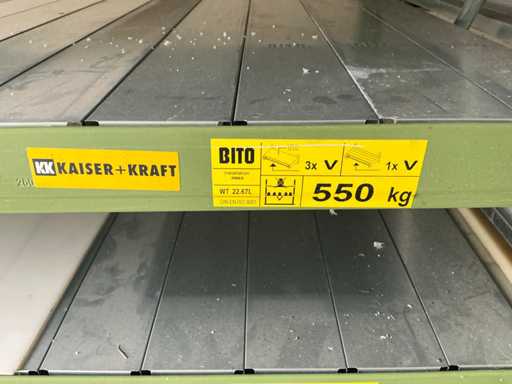 KK KAISER+KRAFT
BITO
3x V
1x V
WT 22.67L
550 kg